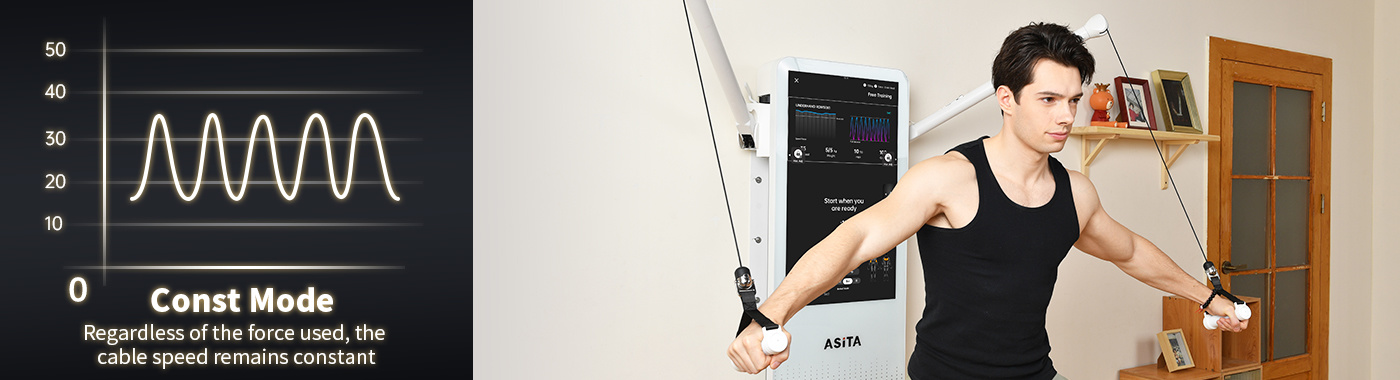 50
40
30
20
10
0
Const Mode
Regardless of the force used, the
cable speed remains constant
Free Training
Start when you
are ready
ASiTA